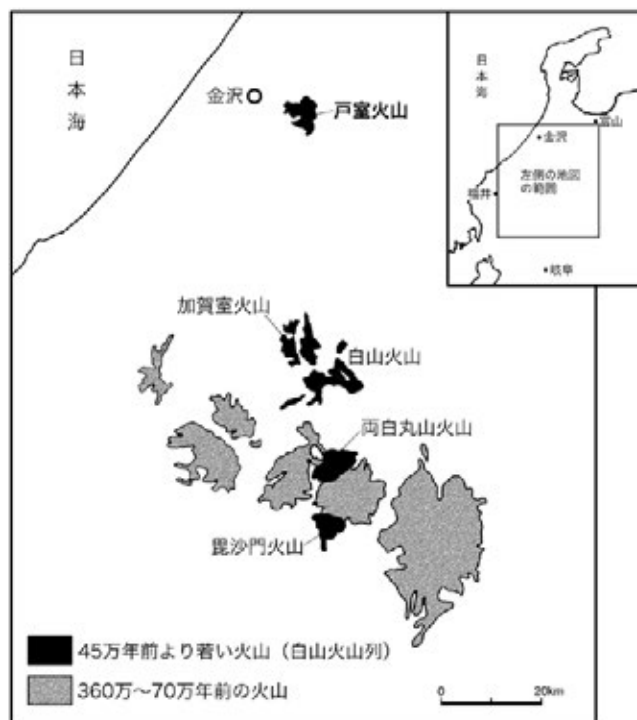 日本海
金沢
戸室火山
日本海
富山
金沢
左側の地図
の範囲
福井
岐阜
加賀室火山
白山火山
両白丸山火山
毘沙門火山
45万年前より若い火山（白山火山列）
360万～70万年前の火山
0
20km